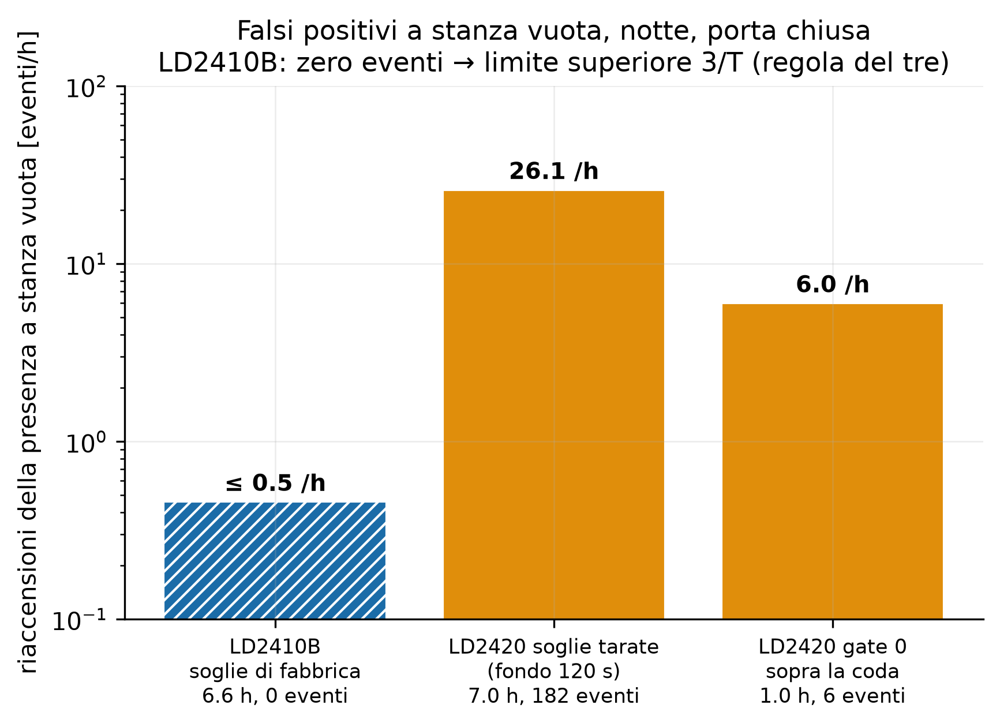 Falsi positivi a stanza vuota, notte, porta chiusa
LD2410B: zero eventi → limite superiore 3/T (regola del tre)
riaccensioni della presenza a stanza vuota [eventi/h]
10²
10¹
10⁰
10⁻¹
≤ 0.5 /h
26.1 /h
6.0 /h
LD2410B
soglie di fabbrica
6.6 h, 0 eventi
LD2420 soglie tarate
(fondo 120 s)
7.0 h, 182 eventi
LD2420 gate 0
sopra la coda
1.0 h, 6 eventi